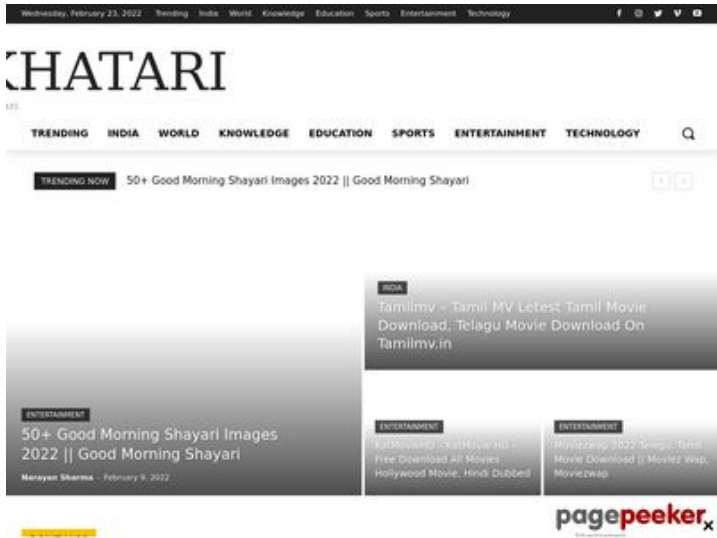 Wednesday, February 23, 2022 Trending India World Knowledge Education Sports Entertainment Technology
KHATARI
TRENDING INDIA WORLD KNOWLEDGE EDUCATION SPORTS ENTERTAINMENT TECHNOLOGY
TRENDING NOW 50+ Good Morning Shayari Images 2022 || Good Morning Shayari
INDIA
Tamilmv – Tamil MV Letest Tamil Movie
Download, Telagu Movie Download On
Tamilmv.in
ENTERTAINMENT
50+ Good Morning Shayari Images
2022 || Good Morning Shayari
Narayan Sharma - February 9, 2022
ENTERTAINMENT
KatMovieHD – KatMovie HD –
Free Download All Movies
Hollywood Movie, Hindi Dubbed
ENTERTAINMENT
Moviezwap 2022 Telegu, Tamil
Movie Download || Moviez Wap,
Moviezwap
pagepeeker